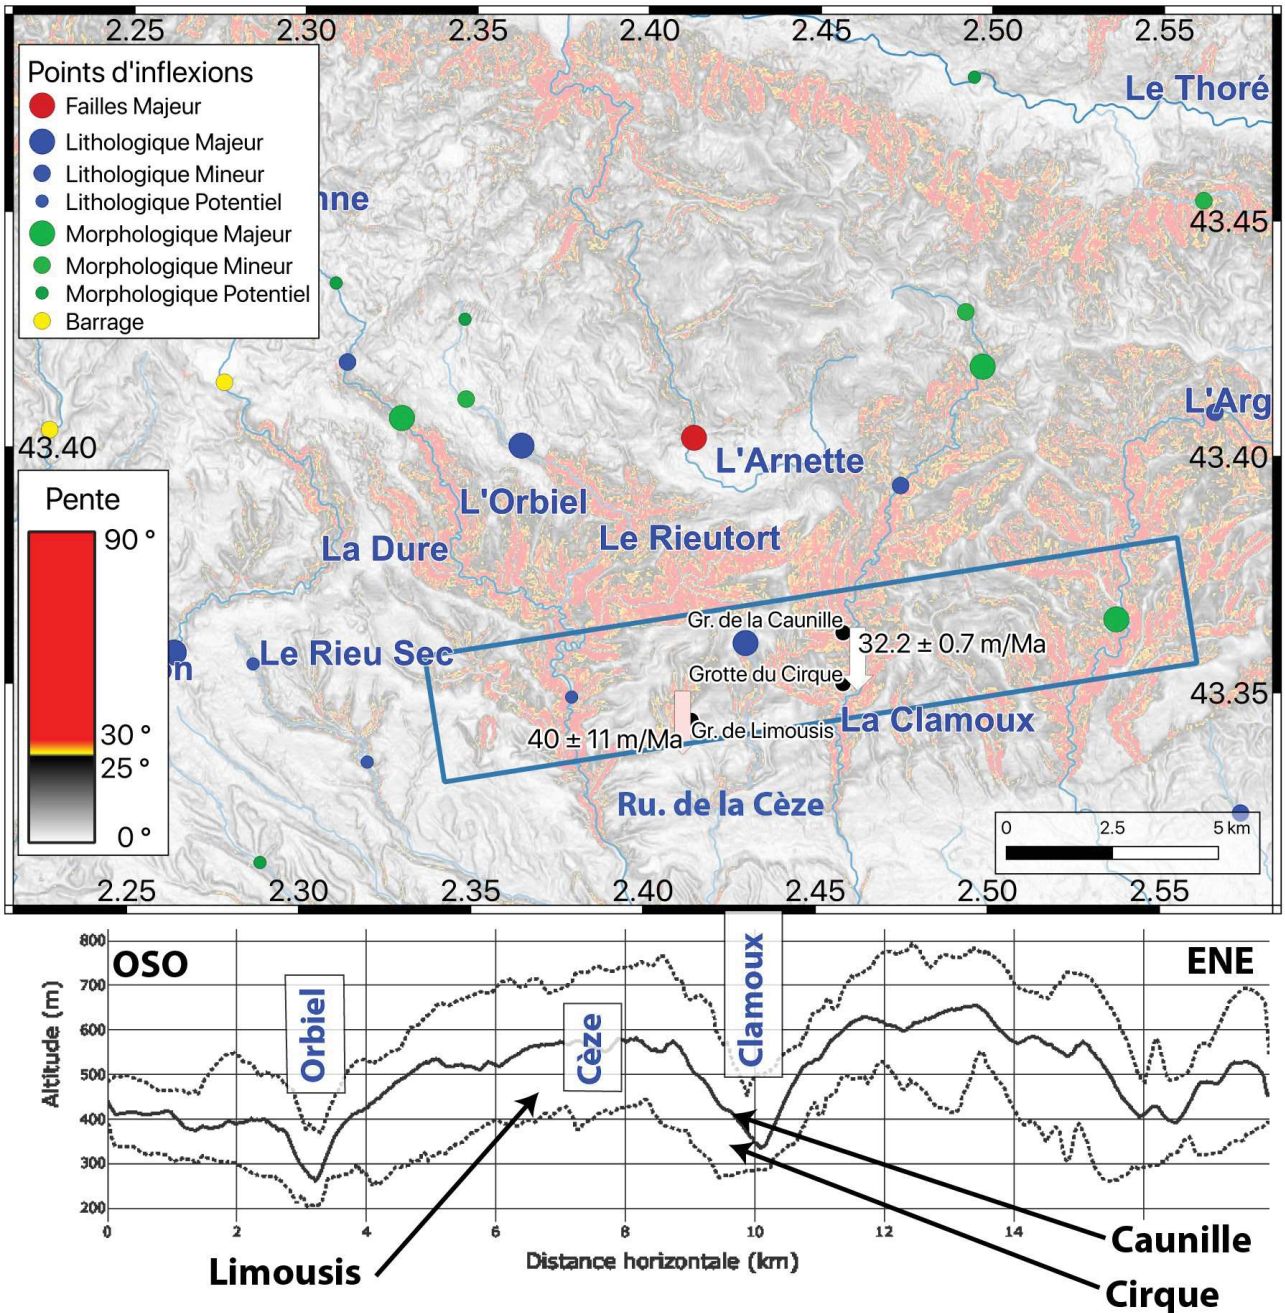 2.25 2.30 2.35 2.40 2.45 2.50 2.55
Points d'inflexions
Failles Majeur
Lithologique Majeur
Lithologique Mineur
Lithologique Potentiel
Morphologique Majeur
Morphologique Mineur
Morphologique Potentiel
Barrage
Le Thoré
nne
43.45
L'Arg
43.40
43.40
L'Arnette
L'Orbiel
Le Rieutort
La Dure
Pente
90 °
30 °
25 °
0 °
Gr. de la Caunille
32.2 ± 0.7 m/Ma
Le Rieu Sec
n
Grotte du Cirque
43.35
La Clamoux
Gr. de Limousis
40 ± 11 m/Ma
Ru. de la Cèze
0 2.5 5 km
2.25 2.30 2.35 2.40 2.45 2.50 2.55
Altitude (m)
800
700
600
500
400
300
200
OSO
ENE
Orbiel
Cèze
Clamoux
0 2 4 6 8 10 12 14
Distance horizontale (km)
Limousis
Caunille
Cirque